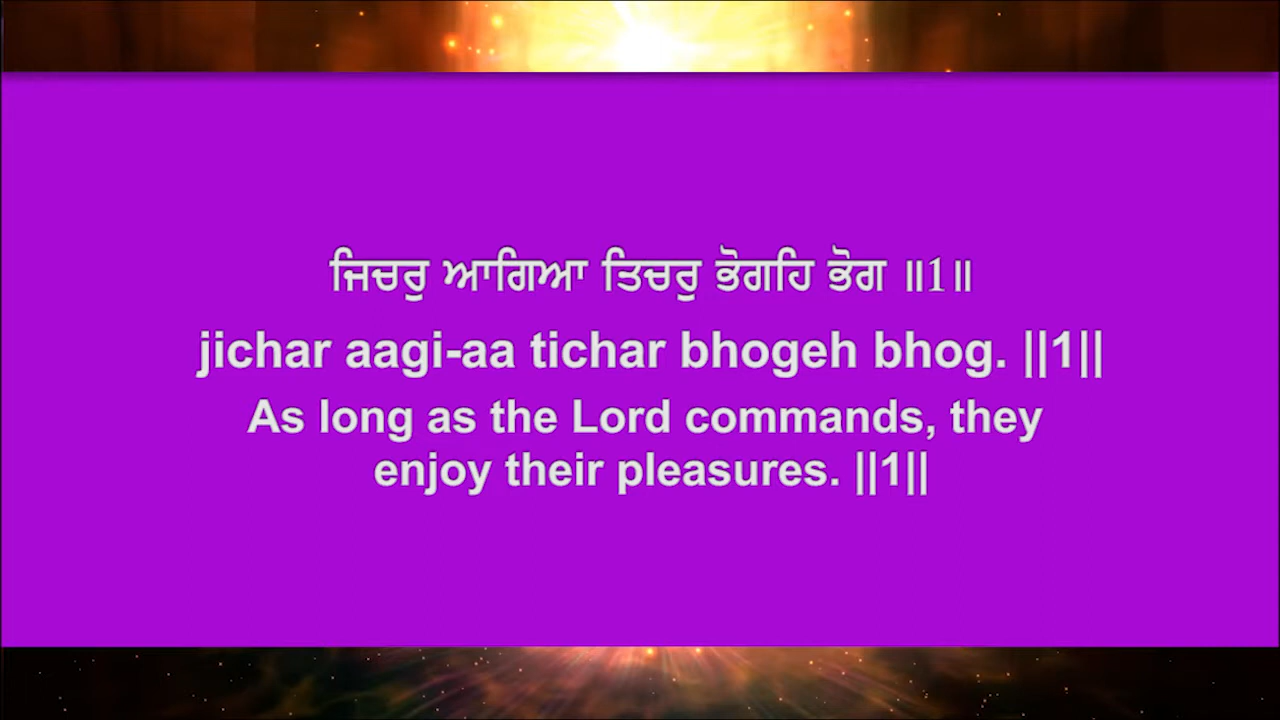 ਜਿਚਰੁ ਆਗਿਆ ਤਿਚਰੁ ਭੋਗਹਿ ਭੋਗ ॥1॥
jichar aagi-aa tichar bhogeh bhog. ||1||
As long as the Lord commands, they
enjoy their pleasures. ||1||